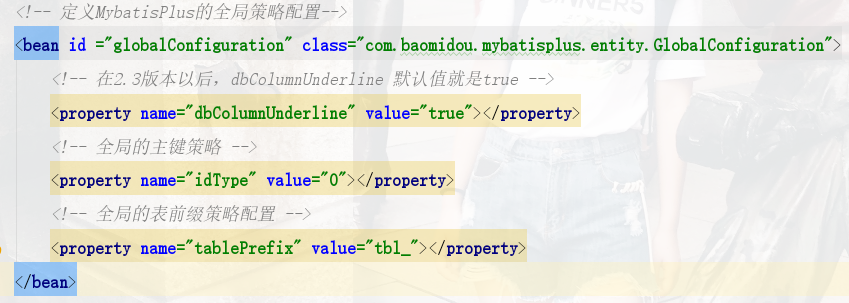 <!-- 定义MybatisPlus的全局策略配置-->
<bean id ="globalConfiguration" class="com.baomidou.mybatisplus.entity.GlobalConfiguration">
<!-- 在2.3版本以后，dbColumnUnderline 默认值就是true -->
<property name="dbColumnUnderline" value="true"></property>
<!-- 全局的主键策略 -->
<property name="idType" value="0"></property>
<!-- 全局的表前缀策略配置 -->
<property name="tablePrefix" value="tbl_"></property>
</bean>